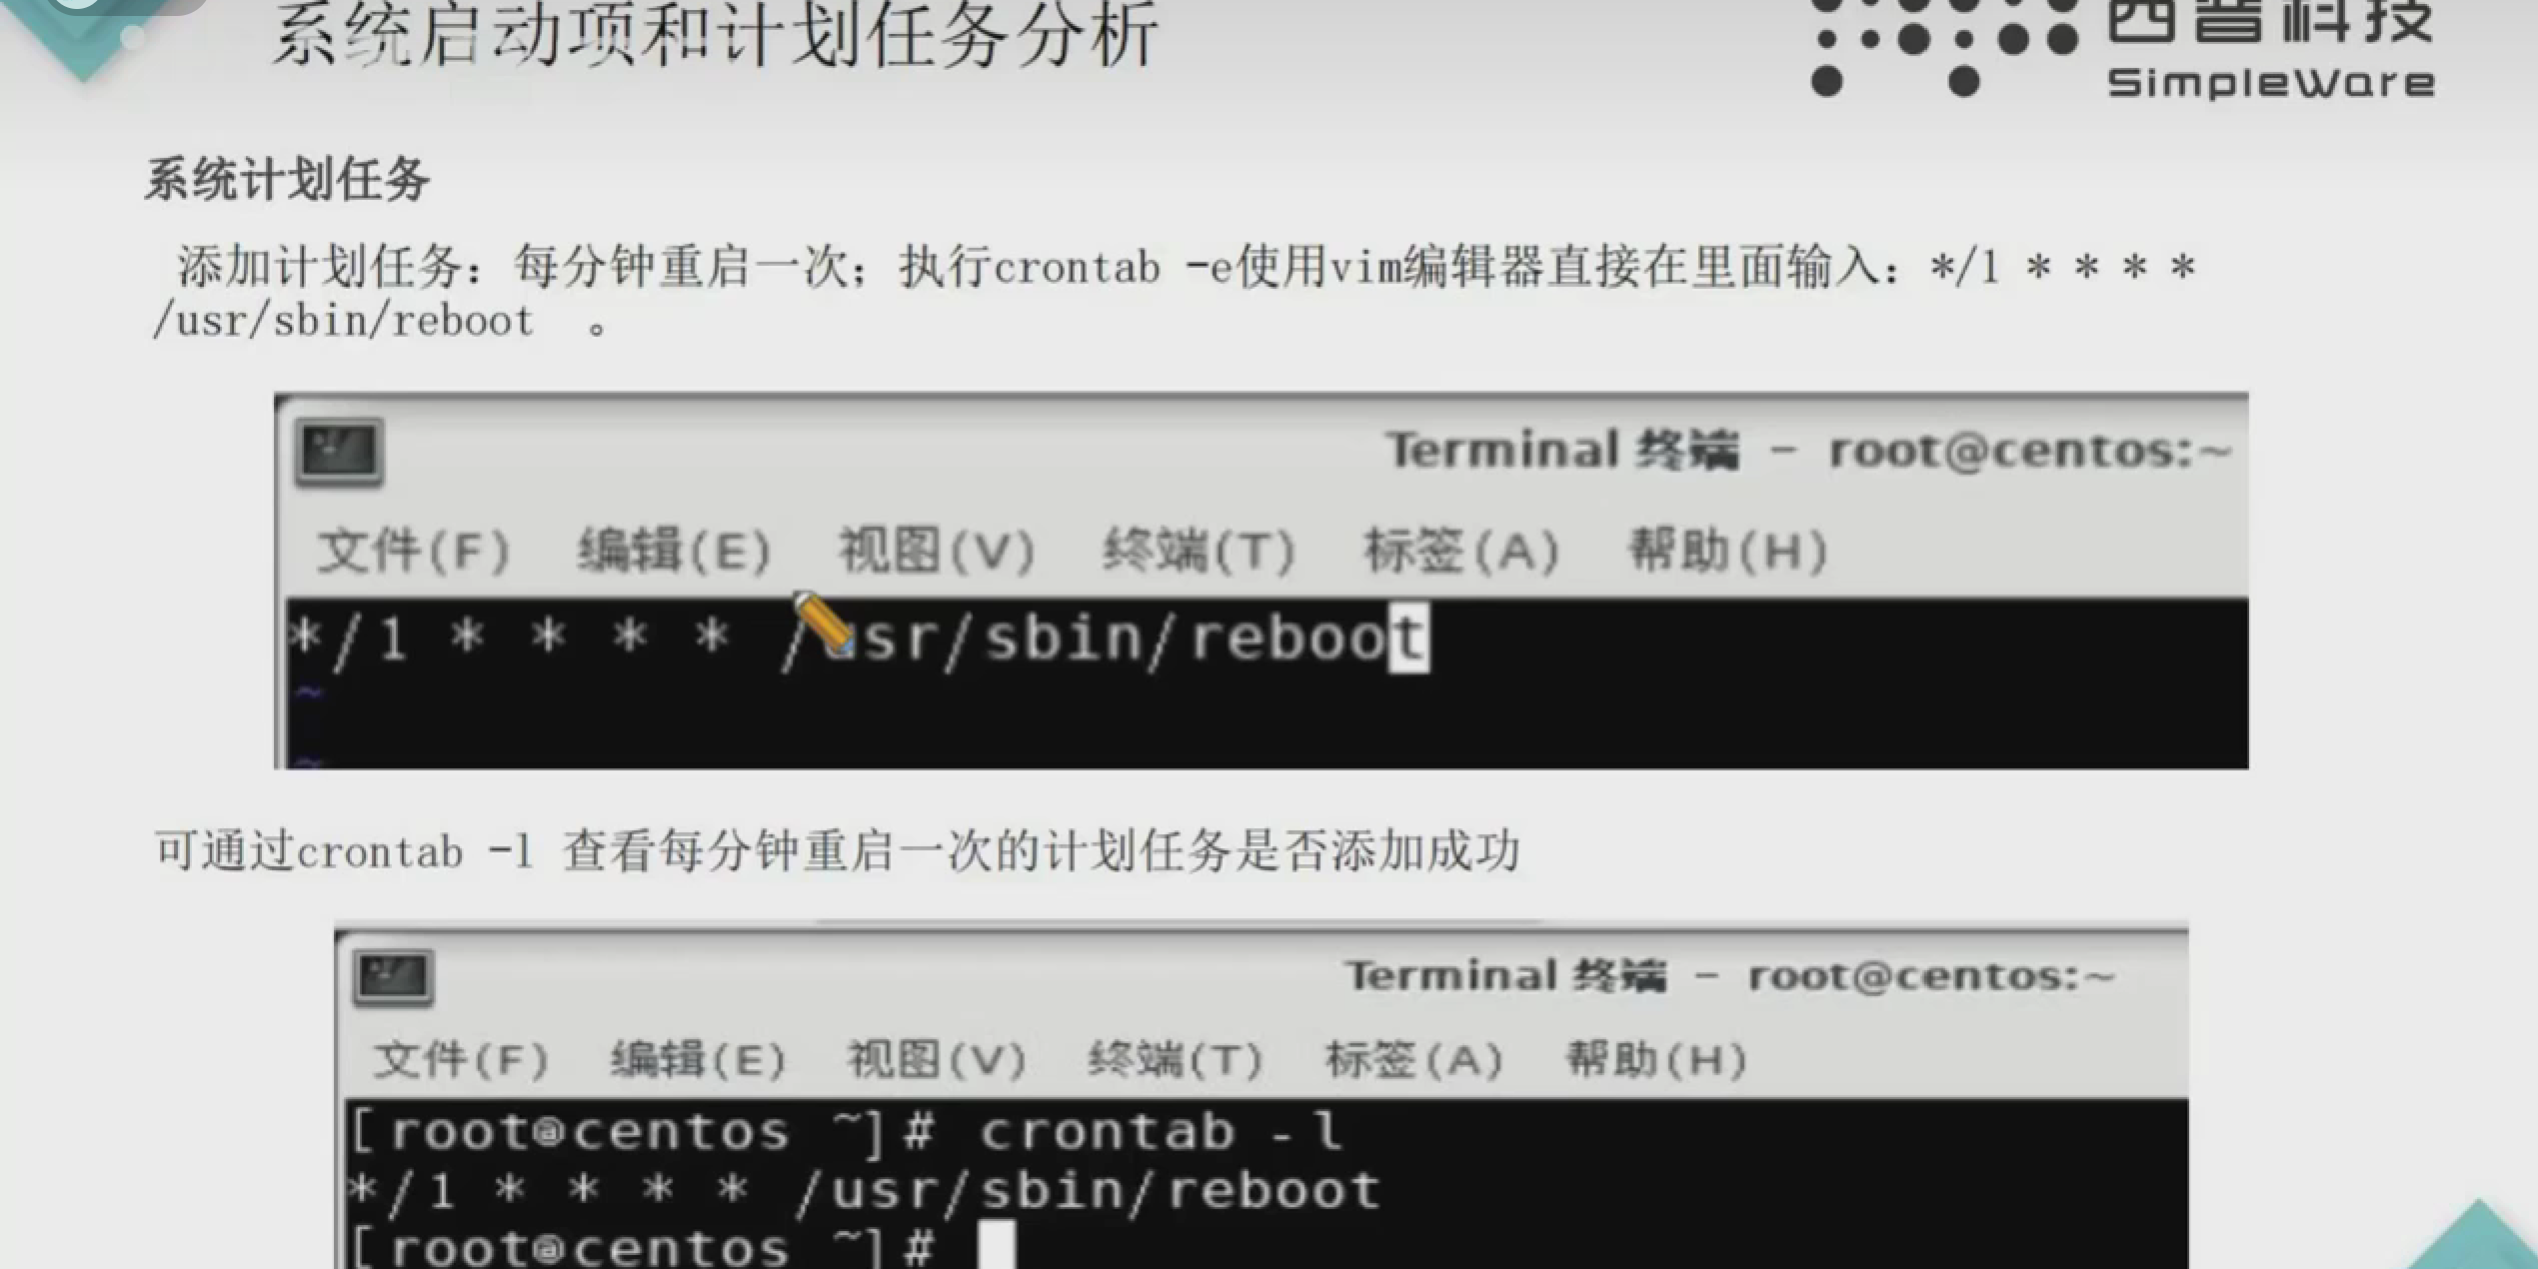 系统启动项和计划任务分析
西普科技
SimpleWare
系统计划任务
添加计划任务：每分钟重启一次；执行crontab -e使用vim编辑器直接在里面输入：*/1 * * * *
/usr/sbin/reboot 。
Terminal 终端 - root@centos:~
文件(F) 编辑(E) 视图(V) 终端(T) 标签(A) 帮助(H)
*/1 * * * * /usr/sbin/reboot
~
~
可通过crontab -l 查看每分钟重启一次的计划任务是否添加成功
Terminal 终端 - root@centos:~
文件(F) 编辑(E) 视图(V) 终端(T) 标签(A) 帮助(H)
[root@centos ~]# crontab -l
*/1 * * * * /usr/sbin/reboot
[root@centos ~]#